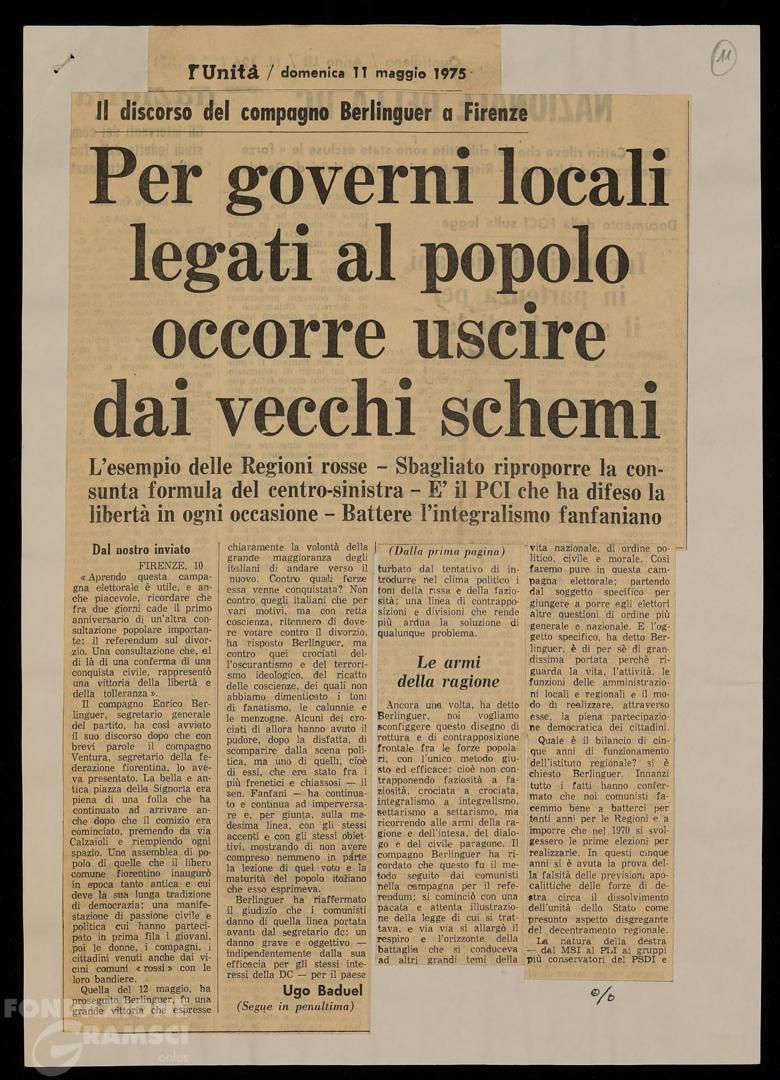 11
l'Unità / domenica 11 maggio 1975
Il discorso del compagno Berlinguer a Firenze
Per governi locali
legati al popolo
occorre uscire
dai vecchi schemi
L'esempio delle Regioni rosse – Sbagliato riproporre la con-
sunta formula del centro-sinistra – E' il PCI che ha difeso la
libertà in ogni occasione – Battere l'integralismo fanfaniano
Dal nostro inviato
FIRENZE, 10
« Aprendo questa campa-
gna elettorale è utile, e an-
che piacevole, ricordare che
fra due giorni cade il primo
anniversario di un'altra con-
sultazione popolare importan-
te: il referendum sul divor-
zio. Una consultazione che, al
di là di una conferma di una
conquista civile, rappresentò
una vittoria della libertà e
della tolleranza ».
Il compagno Enrico Ber-
linguer, segretario generale
del partito, ha così avviato
il suo discorso dopo che con
brevi parole il compagno
Ventura, segretario della fe-
derazione fiorentina, lo ave-
va presentato. La bella e an-
tica piazza della Signoria era
piena di una folla che ha
continuato ad arrivare an-
che dopo che il comizio era
cominciato, premendo da via
Calzaioli e riempiendo ogni
spazio. Una assemblea di po-
polo di quelle che il libero
comune fiorentino inaugurò
in epoca tanto antica e cui
deve la sua lunga tradizione
di democrazia; una manife-
stazione di passione civile e
politica cui hanno parteci-
pato in prima fila i giovani,
poi le donne, i compagni, i
cittadini venuti anche dai vi-
cini comuni « rossi » con le
loro bandiere.
Quella del 12 maggio, ha
proseguito Berlinguer, fu una
grande vittoria che espresse
chiaramente la volontà della
grande maggioranza degli
italiani di andare verso il
nuovo. Contro quali forze
essa venne conquistata? Non
contro quegli italiani che per
vari motivi, ma con retta
coscienza, ritennero di dove-
re votare contro il divorzio,
ha risposto Berlinguer, ma
contro quei crociati del-
l'oscurantismo e del terrori-
smo ideologico, del ricatto
delle coscienze, dei quali non
abbiamo dimenticato i toni
di fanatismo, le calunnie e
le menzogne. Alcuni dei cro-
ciati di allora hanno avuto il
pudore, dopo la disfatta, di
scomparire dalla scena poli-
tica, ma uno di quelli, cioè
di essi, che era stato fra i
più frenetici e chiassosi — il
sen. Fanfani — ha continua-
to e continua ad imperversa-
re e, per giunta, sulla me-
desima linea, con gli stessi
accenti e con gli stessi obiet-
tivi, mostrando di non avere
compreso nemmeno in parte
la lezione di quel voto e la
maturità del popolo italiano
che esso esprimeva.
Berlinguer ha riaffermato
il giudizio che i comunisti
danno di quella linea portata
avanti dal segretario dc: un
danno grave e oggettivo —
indipendentemente dalla sua
efficacia per gli stessi inte-
ressi della DC — per il paese
Ugo Baduel
(Segue in penultima)
(Dalla prima pagina)
turbato dal tentativo di in-
trodurre nel clima politico i
toni della rissa e della fazio-
sità; una linea di contrappo-
sizioni e divisioni che rende
più ardua la soluzione di
qualunque problema.
Le armi
della ragione
Ancora una volta, ha detto
Berlinguer, noi vogliamo
sconfiggere questo disegno di
rottura e di contrapposizione
frontale fra le forze popola-
ri, con l'unico metodo giu-
sto ed efficace: cioè non con-
trapponendo faziosità a fa-
ziosità, crociata a crociata,
integralismo a integralismo,
settarismo a settarismo, ma
ricorrendo alle armi della ra-
gione e dell'intesa, del dialo-
go e del civile paragone. Il
compagno Berlinguer ha ri-
cordato che questo fu il me-
todo seguito dai comunisti
nella campagna per il refe-
rendum; si cominciò con una
pacata e attenta illustrazio-
ne della legge di cui si trat-
tava, e via via si allargò il
respiro e l'orizzonte della
battaglia che si conduceva
ad altri grandi temi della
vita nazionale, di ordine po-
litico, civile e morale. Così
faremo pure in questa cam-
pagna elettorale; partendo
dal soggetto specifico per
giungere a porre agli elettori
altre questioni di ordine più
generale e nazionale. E l'og-
getto specifico, ha detto Ber-
linguer, è di per sè di gran-
dissima portata perchè ri-
guarda la vita, l'attività, le
funzioni delle amministrazio-
ni locali e regionali e il mo-
do di realizzare, attraverso
esse, la piena partecipazio-
ne democratica dei cittadini.
Quale è il bilancio di cin-
que anni di funzionamento
dell'istituto regionale? si è
chiesto Berlinguer. Innanzi
tutto i fatti hanno confer-
mato che noi comunisti fa-
cemmo bene a batterci per
tanti anni per le Regioni e a
imporre che nel 1970 si svol-
gessero le prime elezioni per
realizzarle. In questi cinque
anni si è avuta la prova del-
la falsità delle previsioni apo-
calittiche delle forze di de-
stra circa il dissolvimento
dell'unità dello Stato come
presunto aspetto disgregante
del decentramento regionale.
La natura della destra
— dal MSI al PLI ai gruppi
più conservatori del PSDI e
FONDAZIONE
GRAMSCI
onlus